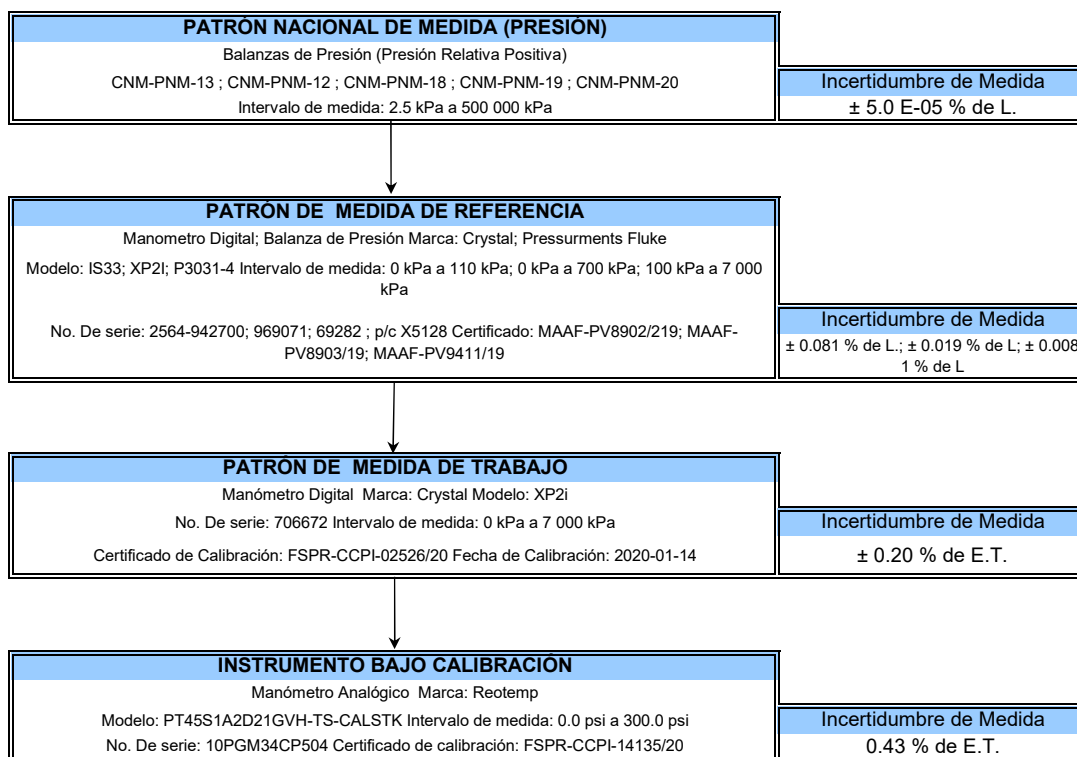 PATRÓN NACIONAL DE MEDIDA (PRESIÓN)
Balanzas de Presión (Presión Relativa Positiva)
CNM-PNM-13 ; CNM-PNM-12 ; CNM-PNM-18 ; CNM-PNM-19 ; CNM-PNM-20
Intervalo de medida: 2.5 kPa a 500 000 kPa
Incertidumbre de Medida
± 5.0 E-05 % de L.
PATRÓN DE MEDIDA DE REFERENCIA
Manometro Digital; Balanza de Presión Marca: Crystal; Pressurments Fluke
Modelo: IS33; XP2I; P3031-4 Intervalo de medida: 0 kPa a 110 kPa; 0 kPa a 700 kPa; 100 kPa a 7 000
kPa
No. De serie: 2564-942700; 969071; 69282 ; p/c X5128 Certificado: MAAF-PV8902/219; MAAF-
PV8903/19; MAAF-PV9411/19
Incertidumbre de Medida
± 0.081 % de L.; ± 0.019 % de L; ± 0.008
1 % de L
PATRÓN DE MEDIDA DE TRABAJO
Manómetro Digital Marca: Crystal Modelo: XP2i
No. De serie: 706672 Intervalo de medida: 0 kPa a 7 000 kPa
Certificado de Calibración: FSPR-CCPI-02526/20 Fecha de Calibración: 2020-01-14
Incertidumbre de Medida
± 0.20 % de E.T.
INSTRUMENTO BAJO CALIBRACIÓN
Manómetro Analógico Marca: Reotemp
Modelo: PT45S1A2D21GVH-TS-CALSTK Intervalo de medida: 0.0 psi a 300.0 psi
No. De serie: 10PGM34CP504 Certificado de calibración: FSPR-CCPI-14135/20
Incertidumbre de Medida
0.43 % de E.T.